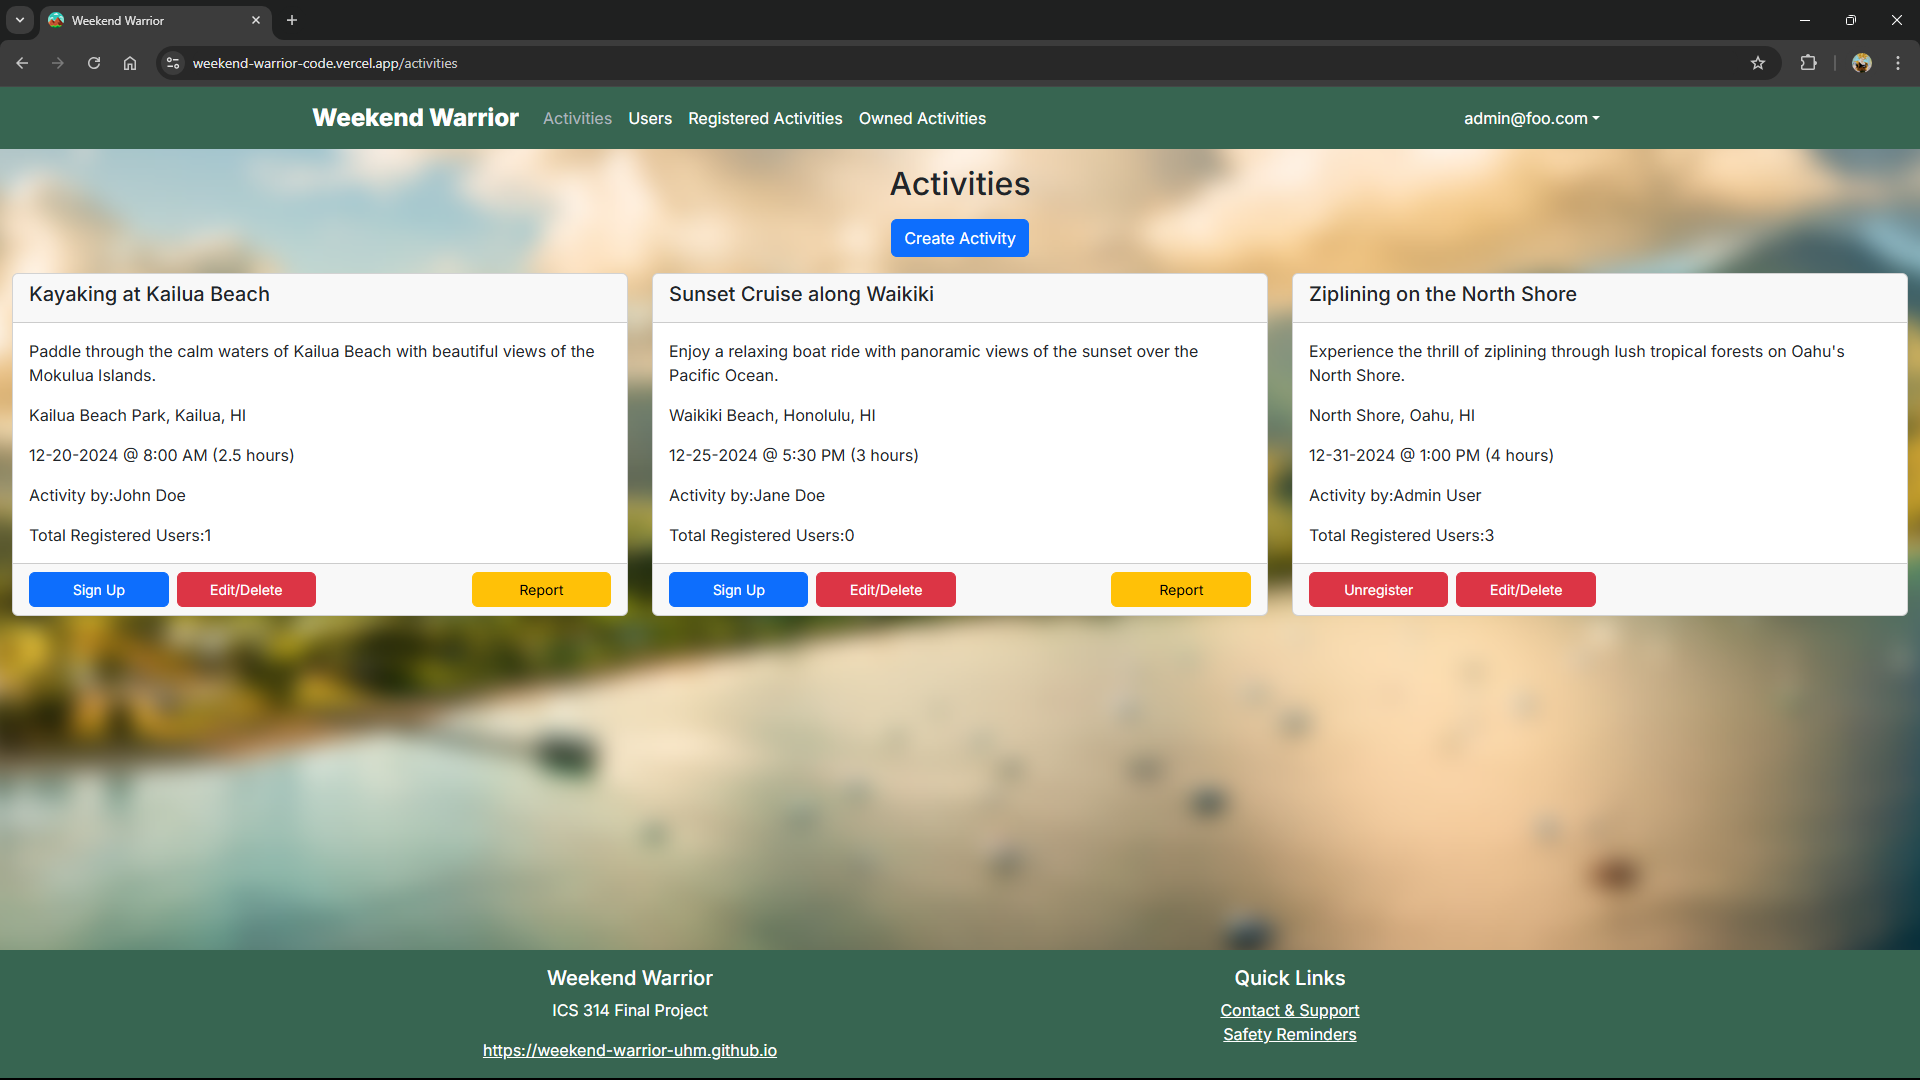 Weekend Warrior
weekend-warrior-code.vercel.app/activities
Weekend Warrior Activities Users Registered Activities Owned Activities admin@foo.com
Activities
Create Activity
Kayaking at Kailua Beach
Paddle through the calm waters of Kailua Beach with beautiful views of the
Mokulua Islands.
Kailua Beach Park, Kailua, HI
12-20-2024 @ 8:00 AM (2.5 hours)
Activity by:John Doe
Total Registered Users:1
Sign Up Edit/Delete Report
Sunset Cruise along Waikiki
Enjoy a relaxing boat ride with panoramic views of the sunset over the
Pacific Ocean.
Waikiki Beach, Honolulu, HI
12-25-2024 @ 5:30 PM (3 hours)
Activity by:Jane Doe
Total Registered Users:0
Sign Up Edit/Delete Report
Ziplining on the North Shore
Experience the thrill of ziplining through lush tropical forests on Oahu's
North Shore.
North Shore, Oahu, HI
12-31-2024 @ 1:00 PM (4 hours)
Activity by:Admin User
Total Registered Users:3
Unregister Edit/Delete
Weekend Warrior
ICS 314 Final Project
https://weekend-warrior-uhm.github.io
Quick Links
Contact & Support
Safety Reminders